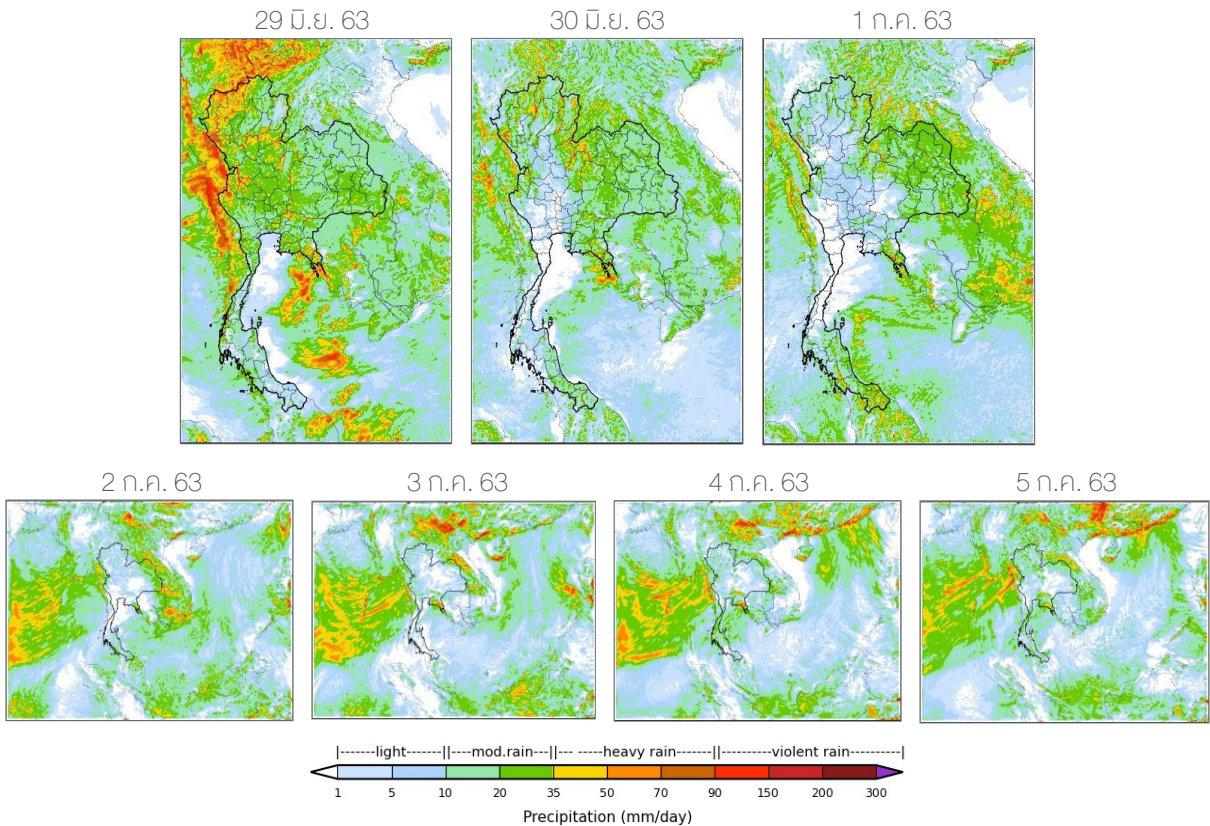 29 มิ.ย. 63 30 มิ.ย. 63 1 ก.ค. 63
2 ก.ค. 63 3 ก.ค. 63 4 ก.ค. 63 5 ก.ค. 63
|-------light-------||----mod.rain---||--- -----heavy rain-------||----------violent rain-----------|
1 5 10 20 35 50 70 90 150 200 300
Precipitation (mm/day)